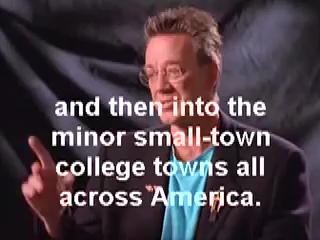 and then into the
minor small-town
college towns all
across America.